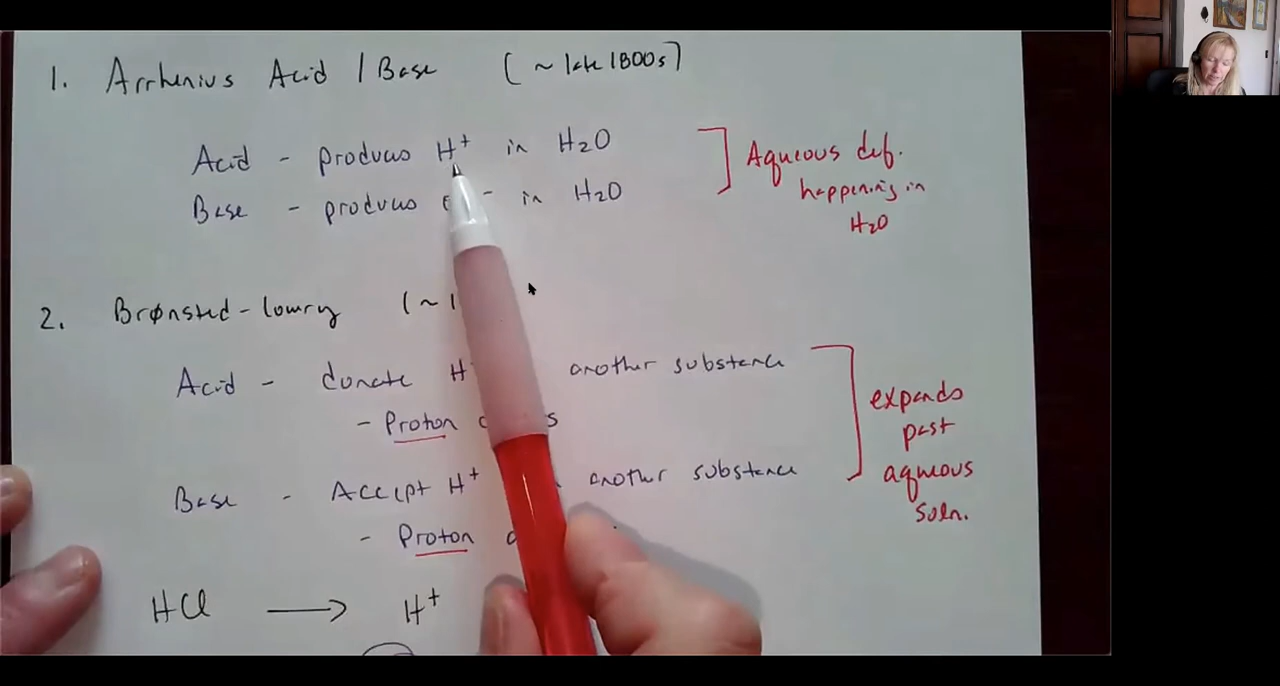 1. Arrhenius Acid / Base (~ late 1800s)
Acid - produces H+ in H2O
Base - produces - in H2O
Aqueous def.
happening in
H2O
2. Brønsted-Lowry (~ 1
Acid - donate H another substance
- Proton s
Base - Accept H+ another substance
- Proton
expands
past
aqueous
soln.
HCl → H+